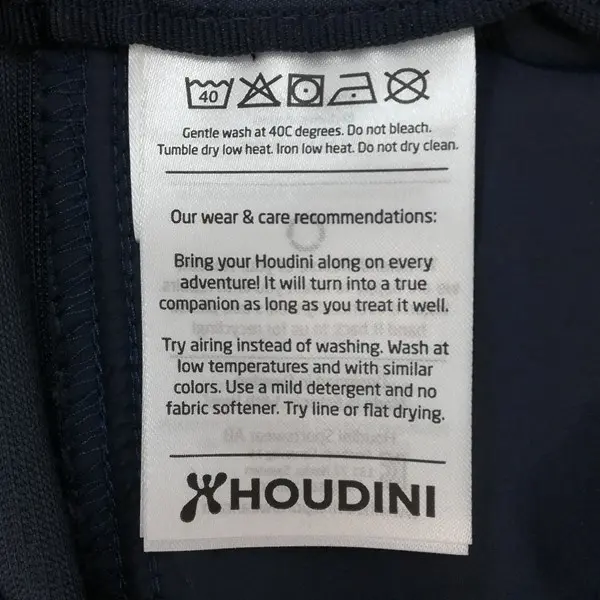 40
Gentle wash at 40C degrees. Do not bleach.
Tumble dry low heat. Iron low heat. Do not dry clean.
Our wear & care recommendations:
Bring your Houdini along on every
adventure! It will turn into a true
companion as long as you treat it well.
Try airing instead of washing. Wash at
low temperatures and with similar
colors. Use a mild detergent and no
fabric softener. Try line or flat drying.
HOUDINI